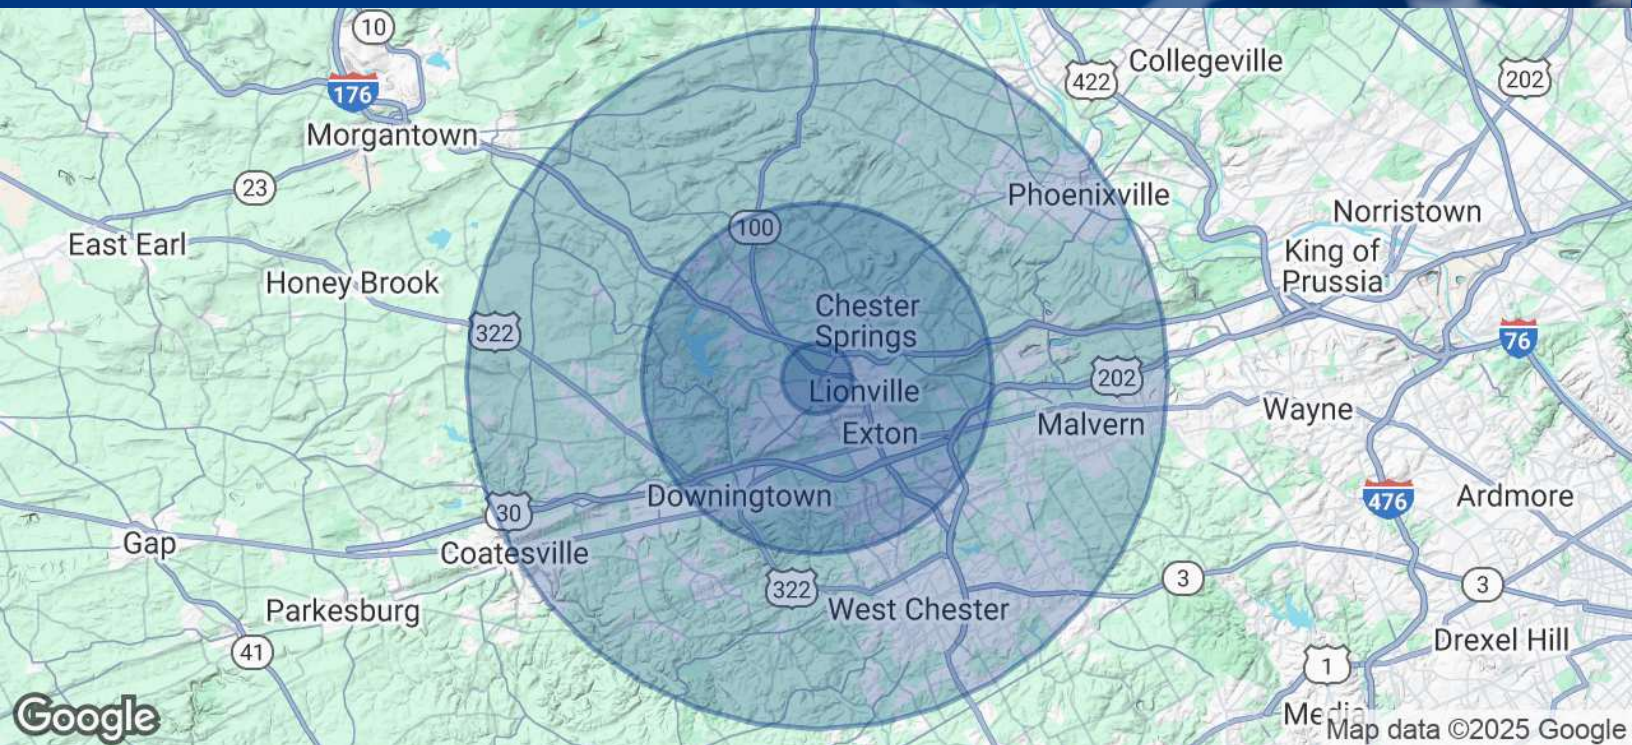 10
Collegeville
422
202
176
Morgantown
23
Phoenixville
Norristown
100
East Earl
King of
Prussia
Honey Brook
Chester
Springs
322
76
202
Lionville
Wayne
Malvern
Exton
Downingtown
476
Ardmore
30
Gap
Coatesville
3
3
322
West Chester
Parkesburg
Drexel Hill
41
1
Media
Google
Map data ©2025 Google